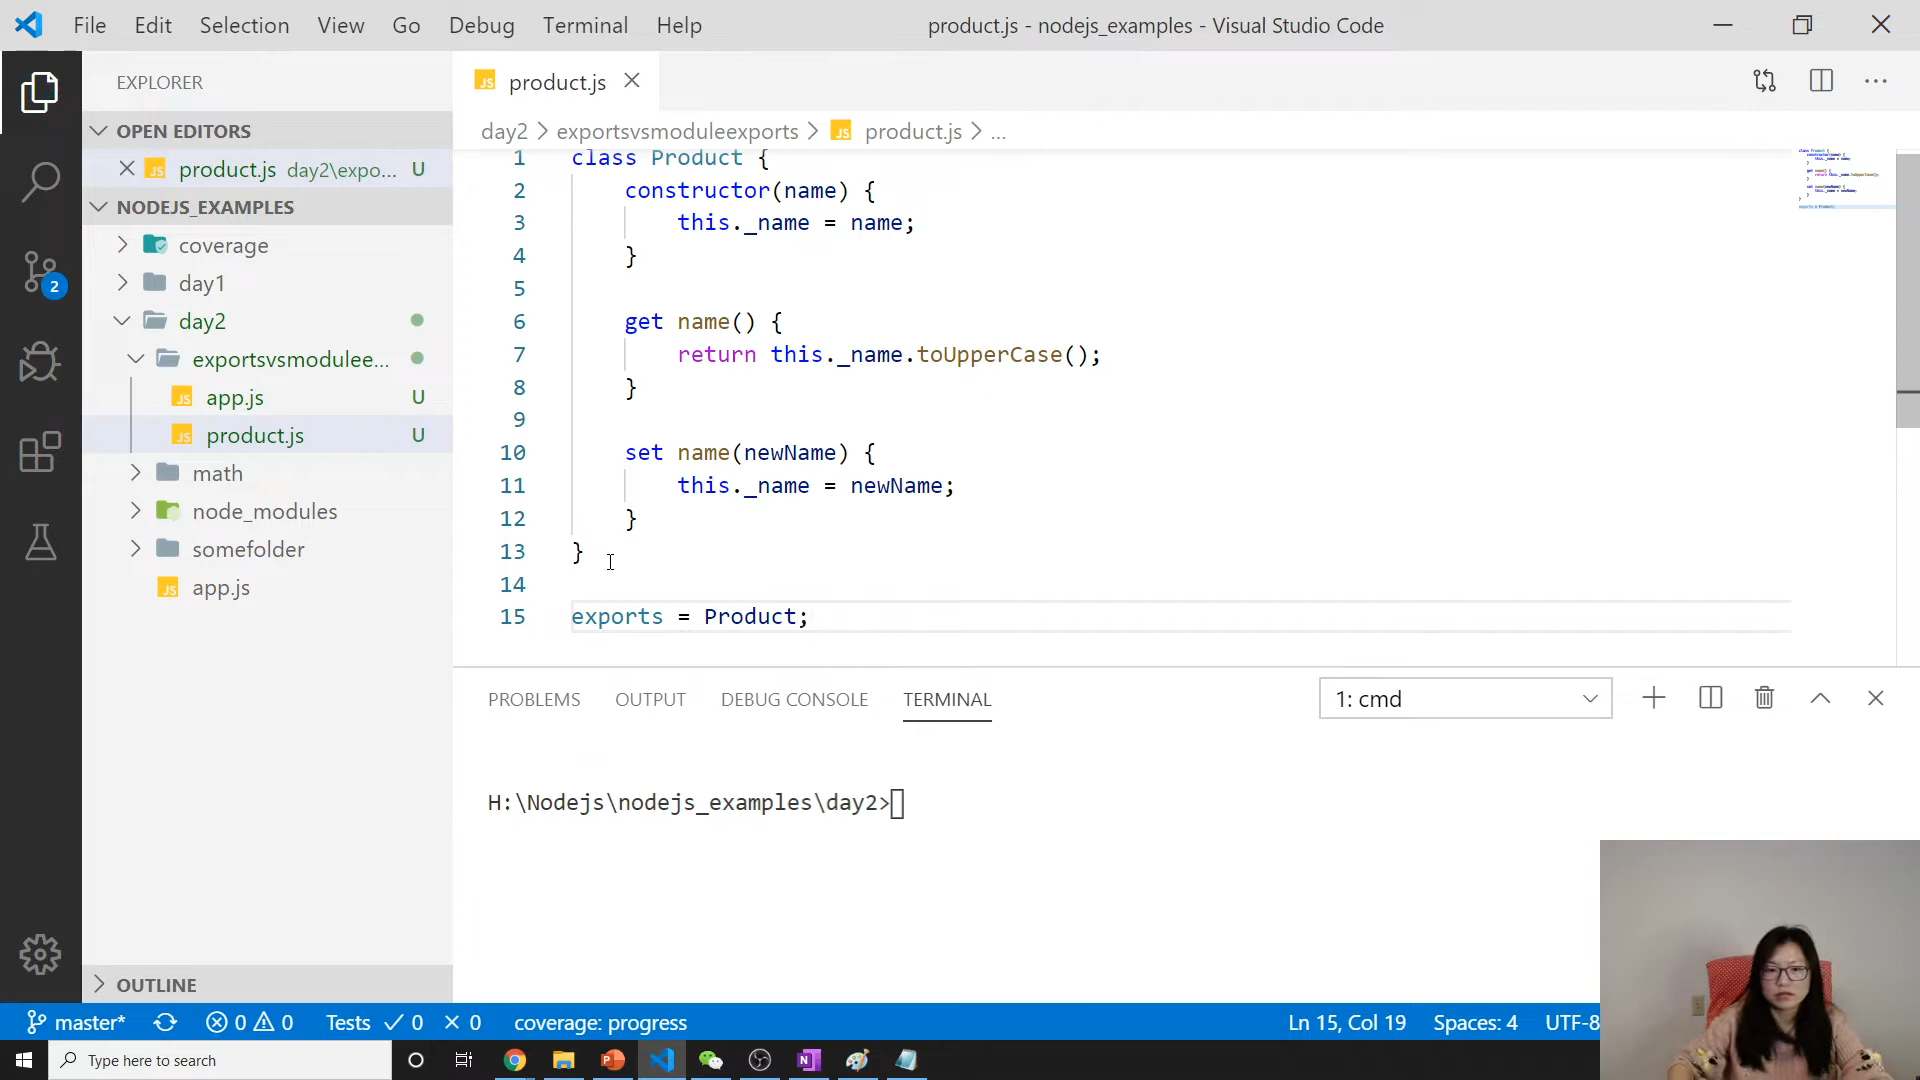 File Edit Selection View Go Debug Terminal Help product.js - nodejs_examples - Visual Studio Code
EXPLORER
OPEN EDITORS
product.js day2\expo... U
NODEJS_EXAMPLES
coverage
day1
day2
exportsvsmodulee...
app.js U
product.js U
math
node_modules
somefolder
app.js
OUTLINE
2
product.js
day2 > exportsvsmoduleexports > JS product.js > ...
1 class Product {
2 constructor(name) {
3 this._name = name;
4 }
5
6 get name() {
7 return this._name.toUpperCase();
8 }
9
10 set name(newName) {
11 this._name = newName;
12 }
13 }
14
15 exports = Product;
PROBLEMS OUTPUT DEBUG CONSOLE TERMINAL 1: cmd
H:\Nodejs\nodejs_examples\day2>
master* 0 0 Tests 0 0 coverage: progress Ln 15, Col 19 Spaces: 4 UTF-8
Type here to search